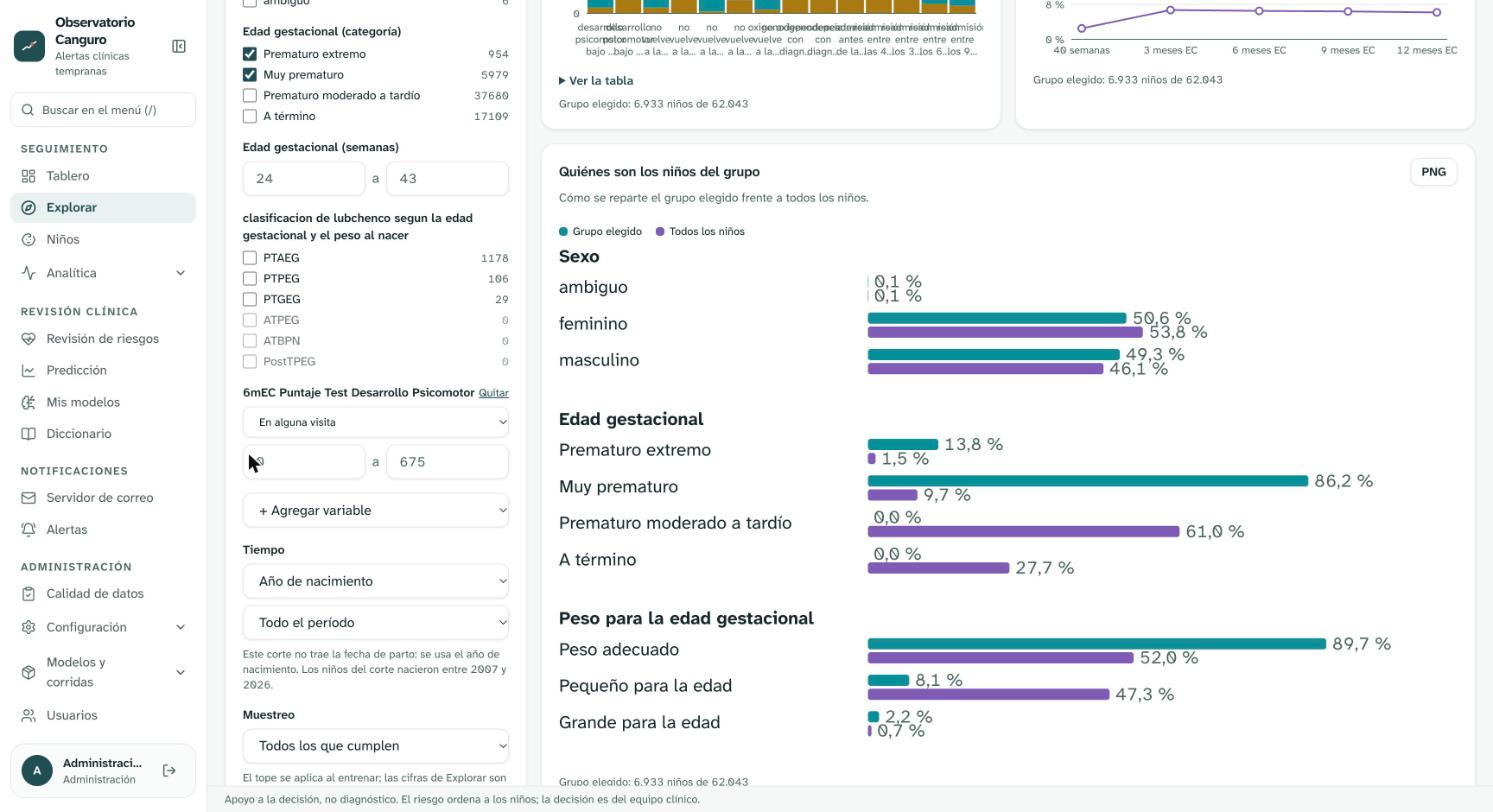 Observatorio
Canguro
Alertas clínicas
tempranas
Buscar en el menú (/)
SEGUIMIENTO
Tablero
Explorar
Niños
Analítica
REVISIÓN CLÍNICA
Revisión de riesgos
Predicción
Mis modelos
Diccionario
NOTIFICACIONES
Servidor de correo
Alertas
ADMINISTRACIÓN
Calidad de datos
Configuración
Modelos y
corridas
Usuarios
A
Administraci...
Administración
ambiguo 6
Edad gestacional (categoría)
Prematuro extremo 954
Muy prematuro 5979
Prematuro moderado a tardío 37680
A término 17109
Edad gestacional (semanas)
24 a 43
clasificacion de lubchenco segun la edad
gestacional y el peso al nacer
PTAEG 1178
PTPEG 106
PTGEG 29
ATPEG 0
ATBPN 0
PostTPEG 0
6mEC Puntaje Test Desarrollo Psicomotor Quitar
En alguna visita
0 a 675
+ Agregar variable
Tiempo
Año de nacimiento
Todo el período
Este corte no trae la fecha de parto: se usa el año de
nacimiento. Los niños del corte nacieron entre 2007 y
2026.
Muestreo
Todos los que cumplen
El tope se aplica al entrenar; las cifras de Explorar son
0
Ver la tabla
Grupo elegido: 6.933 niños de 62.043
8 %
0 %
40 semanas 3 meses EC 6 meses EC 9 meses EC 12 meses EC
Grupo elegido: 6.933 niños de 62.043
Quiénes son los niños del grupo
PNG
Cómo se reparte el grupo elegido frente a todos los niños.
Grupo elegido Todos los niños
Sexo
ambiguo 0,1 %
0,1 %
feminino 50,6 %
53,8 %
masculino 49,3 %
46,1 %
Edad gestacional
Prematuro extremo 13,8 %
1,5 %
Muy prematuro 86,2 %
9,7 %
Prematuro moderado a tardío 0,0 %
61,0 %
A término 0,0 %
27,7 %
Peso para la edad gestacional
Peso adecuado 89,7 %
52,0 %
Pequeño para la edad 8,1 %
47,3 %
Grande para la edad 2,2 %
0,7 %
Grupo elegido: 6.933 niños de 62.043
Apoyo a la decisión, no diagnóstico. El riesgo ordena a los niños; la decisión es del equipo clínico.